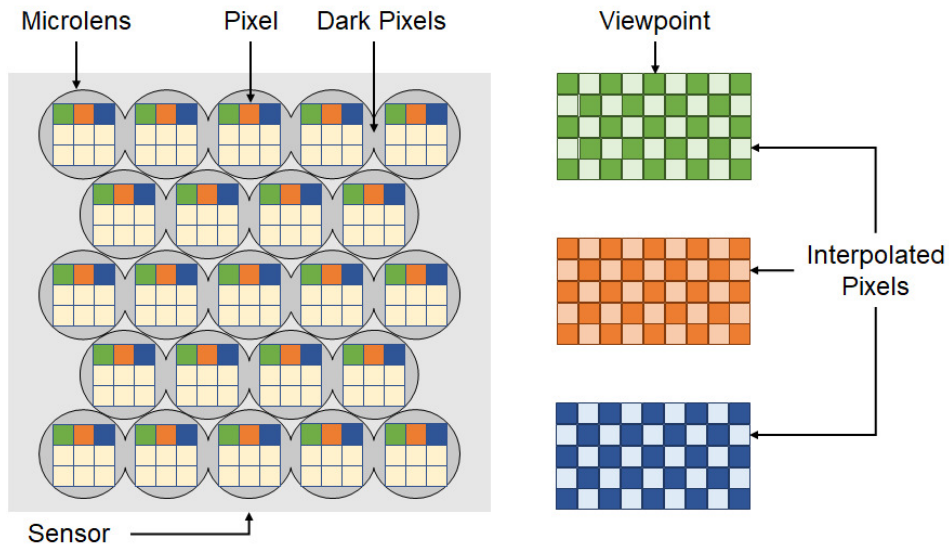 Microlens
Pixel
Dark Pixels
Viewpoint
Interpolated
Pixels
Sensor